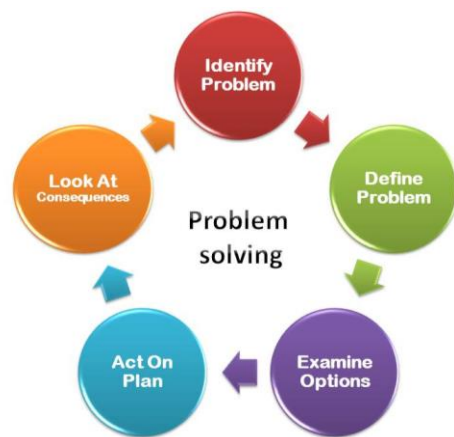 Identify
Problem
Define
Problem
Examine
Options
Act On
Plan
Look At
Consequences
Problem
solving